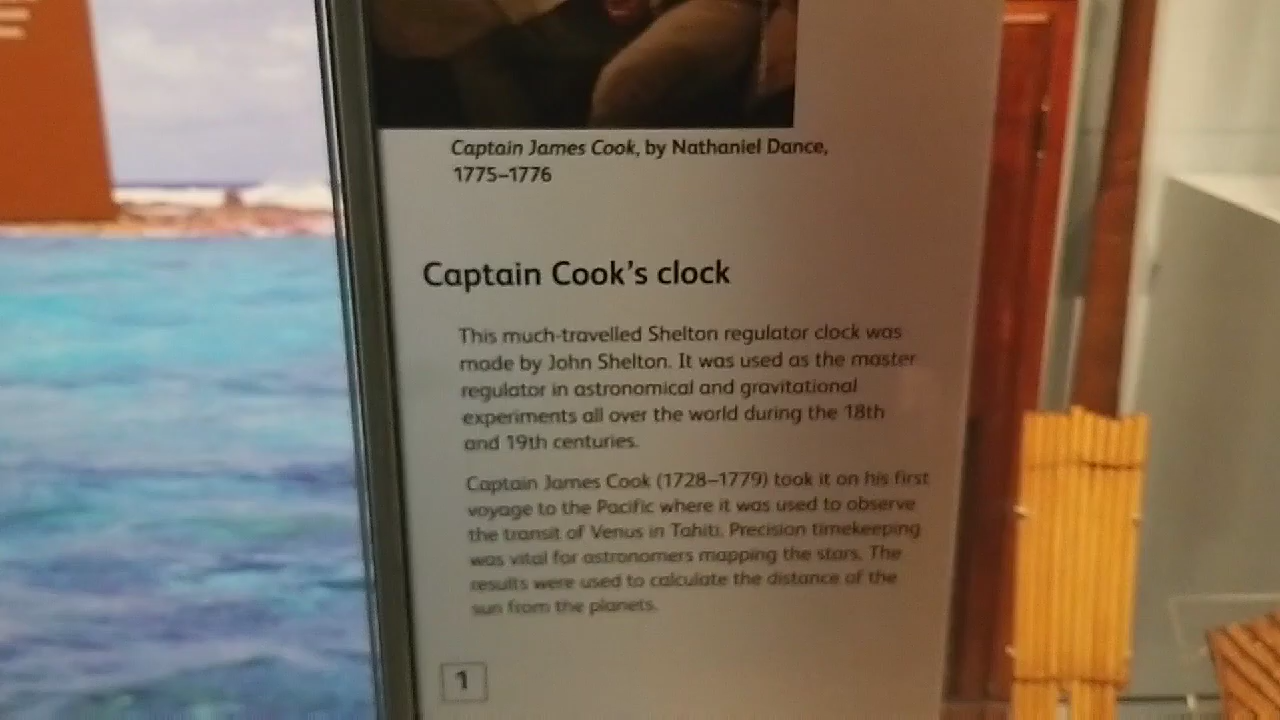 Captain James Cook, by Nathaniel Dance,
1775–1776
Captain Cook's clock
This much-travelled Shelton regulator clock was
made by John Shelton. It was used as the master
regulator in astronomical and gravitational
experiments all over the world during the 18th
and 19th centuries.
Captain James Cook (1728–1779) took it on his first
voyage to the Pacific where it was used to observe
the transit of Venus in Tahiti. Precision timekeeping
was vital for astronomers mapping the stars. The
results were used to calculate the distance of the
sun from the planets.
1